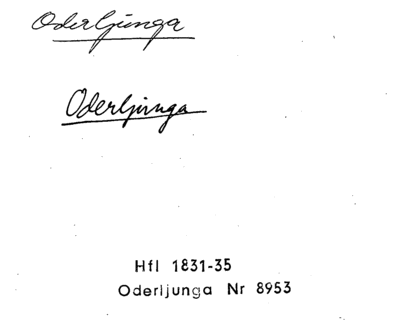 Oderljunga
Oderljunga
Hfl 1831-35
Oderljunga Nr 8953